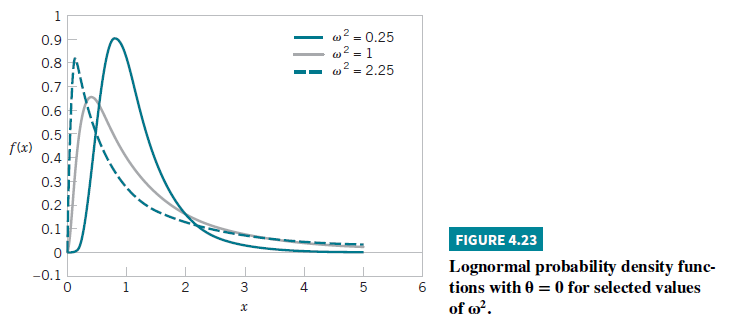 1
0.9
0.8
0.7
0.6
0.5
0.4
0.3
0.2
0.1
0
−0.1
f(x)
0
1
2
3
4
5
6
x
ω² = 0.25
ω² = 1
ω² = 2.25
FIGURE 4.23
Lognormal probability density func-
tions with θ = 0 for selected values
of ω².